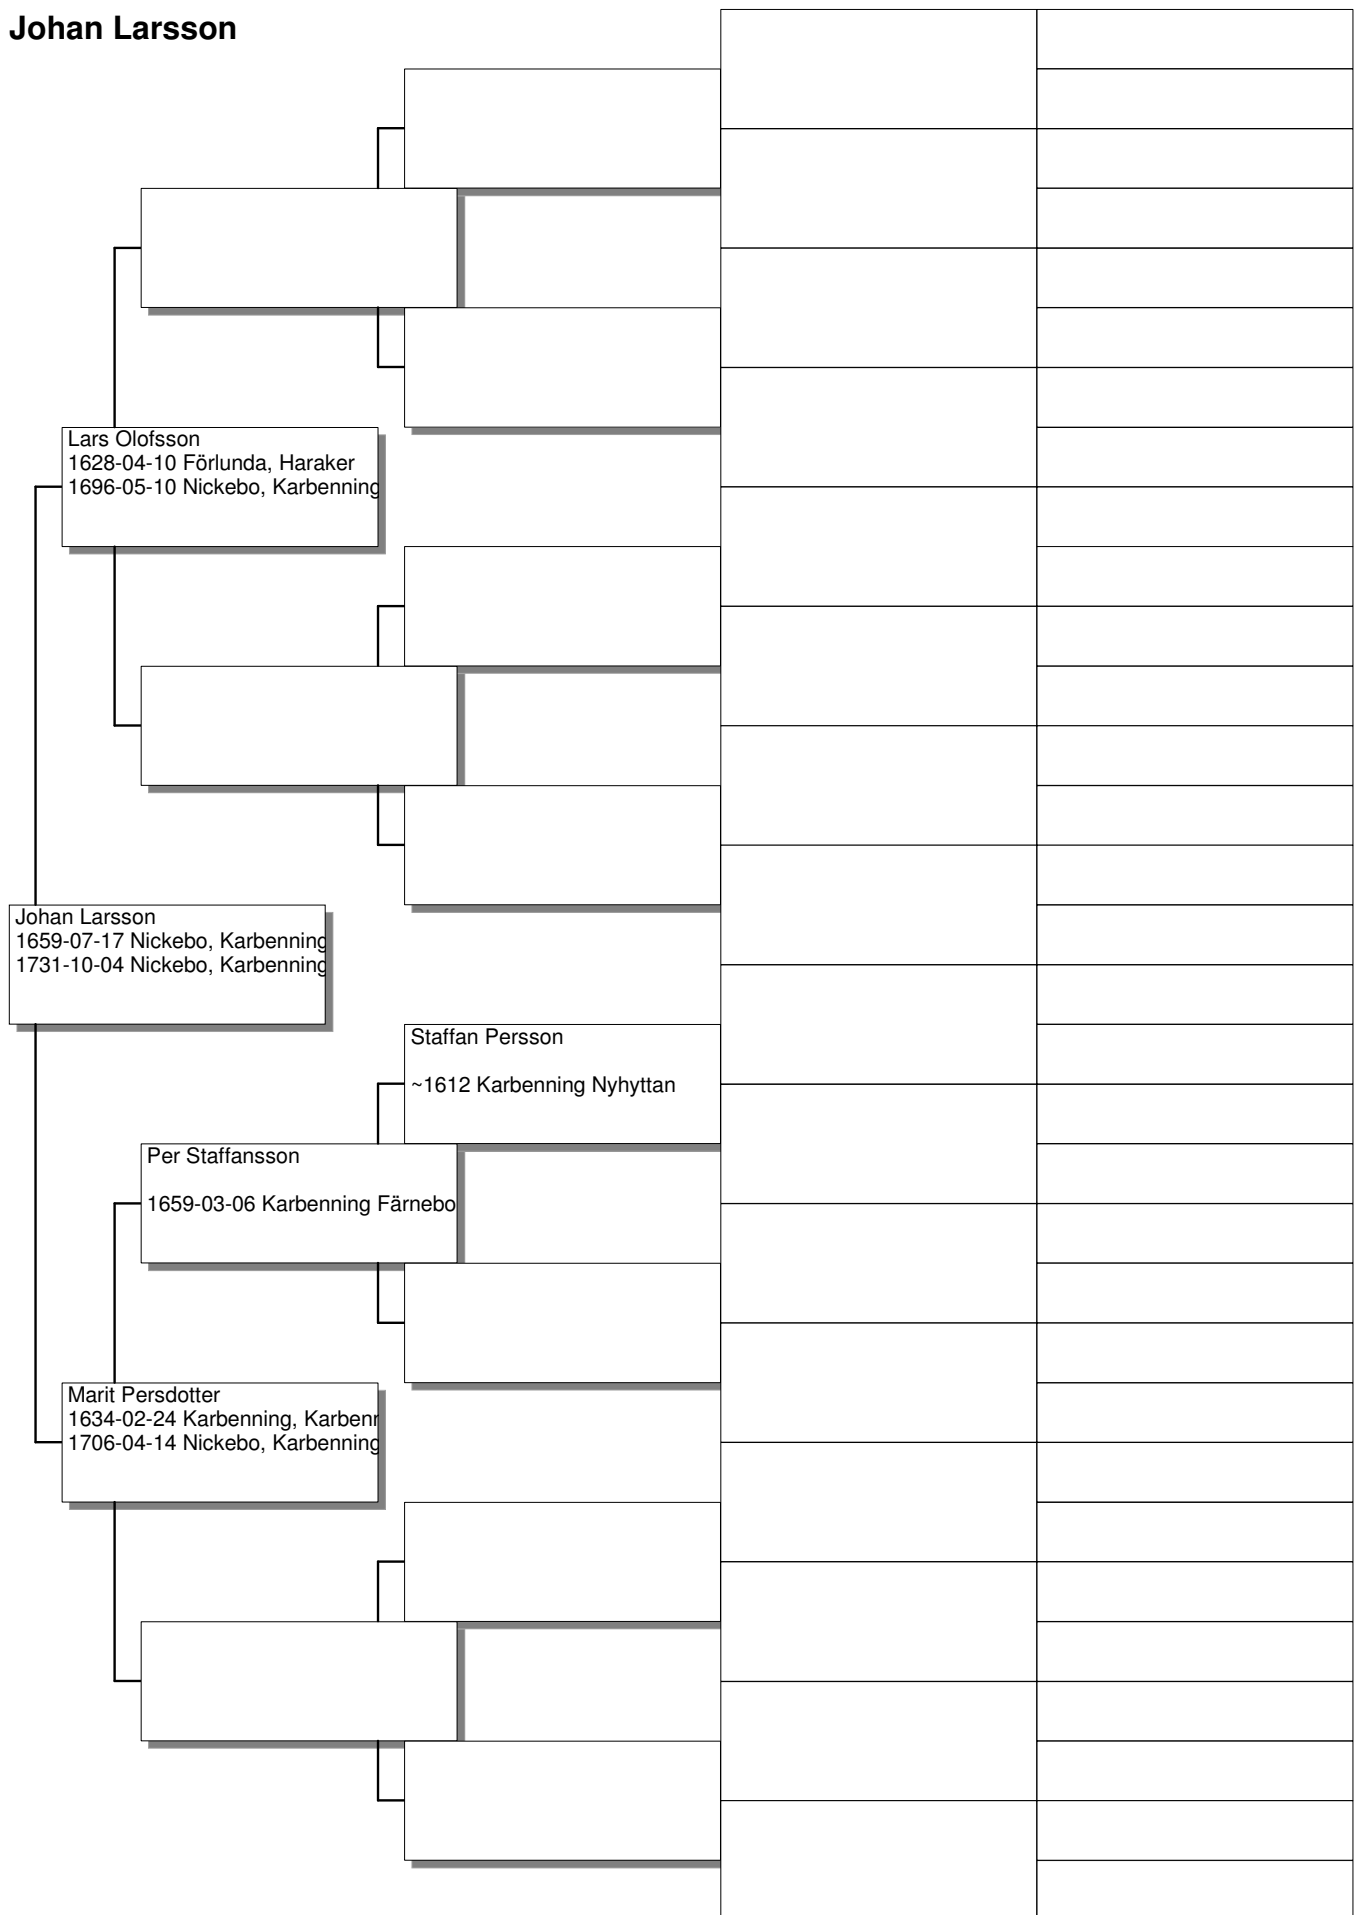 Johan Larsson
Lars Olofsson
1628-04-10 Förlunda, Haraker
1696-05-10 Nickebo, Karbenning
Johan Larsson
1659-07-17 Nickebo, Karbenning
1731-10-04 Nickebo, Karbenning
Staffan Persson
~1612 Karbenning Nyhyttan
Per Staffansson
1659-03-06 Karbenning Färnebo
Marit Persdotter
1634-02-24 Karbenning, Karbenn
1706-04-14 Nickebo, Karbenning